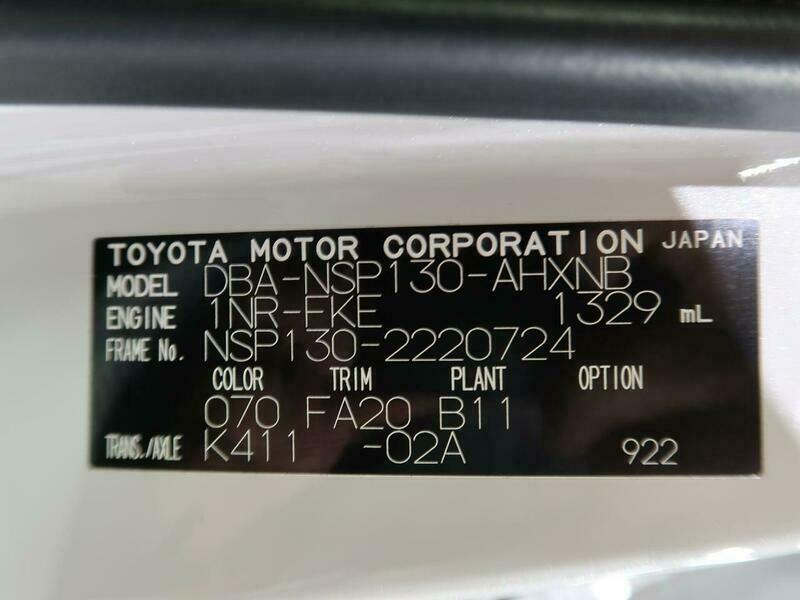 TOYOTA MOTOR CORPORATION JAPAN
MODEL DBA-NSP130-AHXNB
ENGINE 1NR-FKE 1329 mL
FRAME No. NSP130-2220724
COLOR TRIM PLANT OPTION
070 FA20 B11
TRANS./AXLE K411 -02A 922